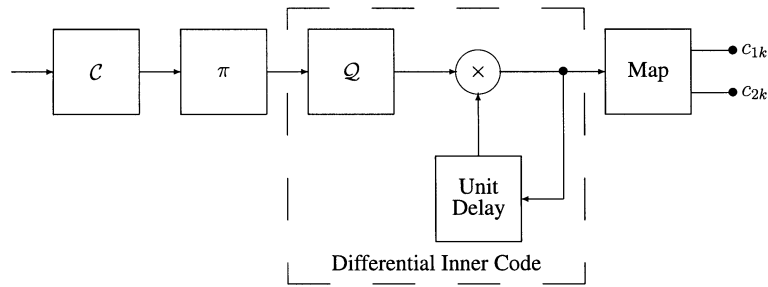 𝒞
π
𝒬
×
Map
c₁ₖ
c₂ₖ
Unit
Delay
Differential Inner Code